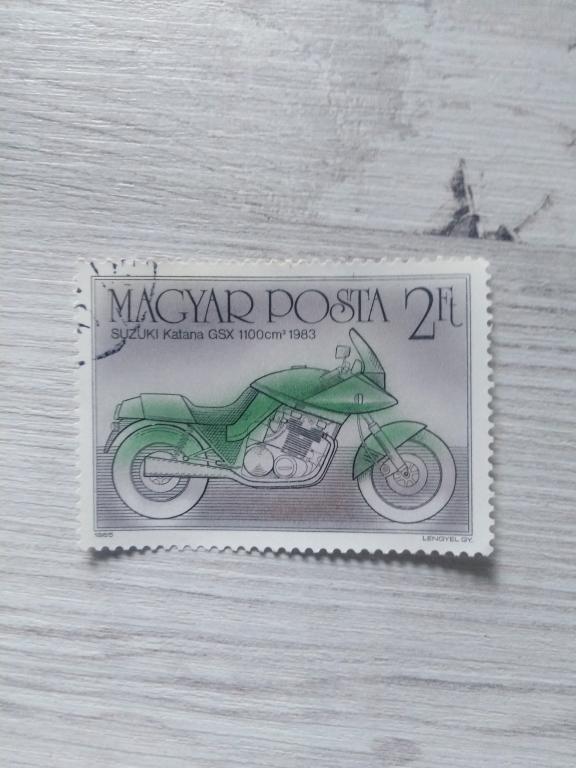 MAGYAR POSTA 2Ft
SUZUKI Katana GSX 1100cm³ 1983
1985
LENGYEL GY.